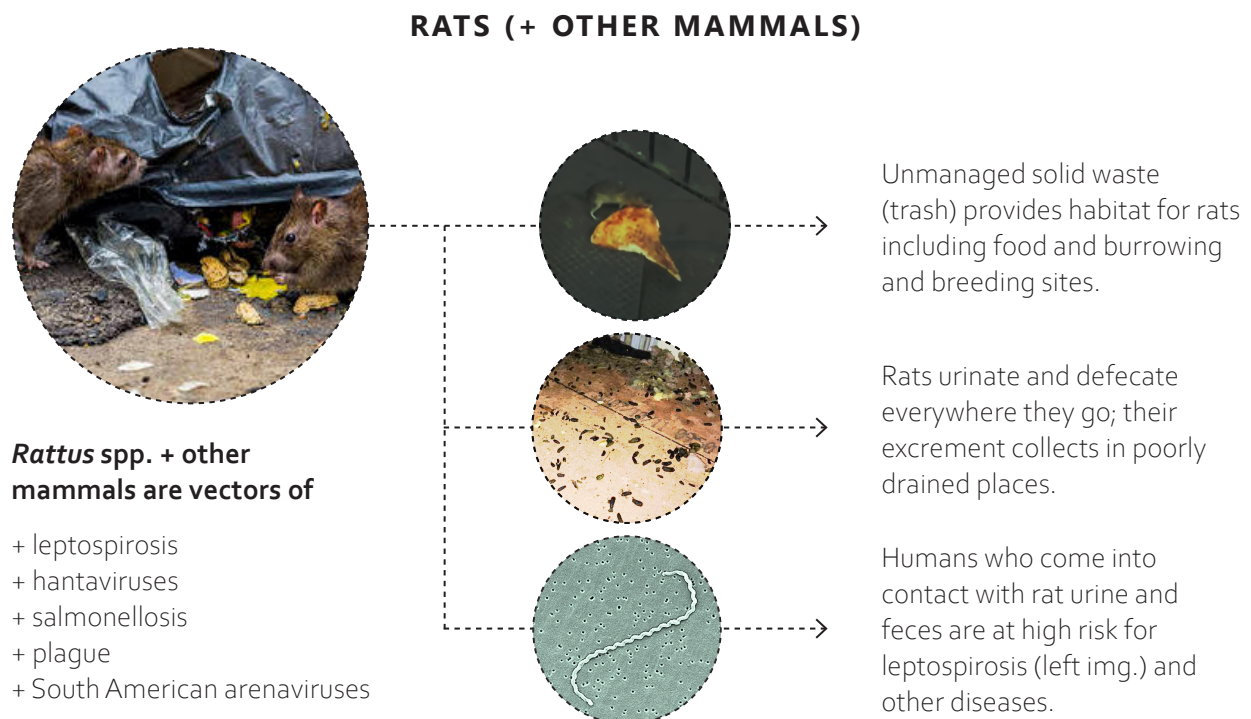 RATS (+ OTHER MAMMALS)
Rattus spp. + other
mammals are vectors of
+ leptospirosis
+ hantaviruses
+ salmonellosis
+ plague
+ South American arenaviruses
Unmanaged solid waste
(trash) provides habitat for rats
including food and burrowing
and breeding sites.
Rats urinate and defecate
everywhere they go; their
excrement collects in poorly
drained places.
Humans who come into
contact with rat urine and
feces are at high risk for
leptospirosis (left img.) and
other diseases.